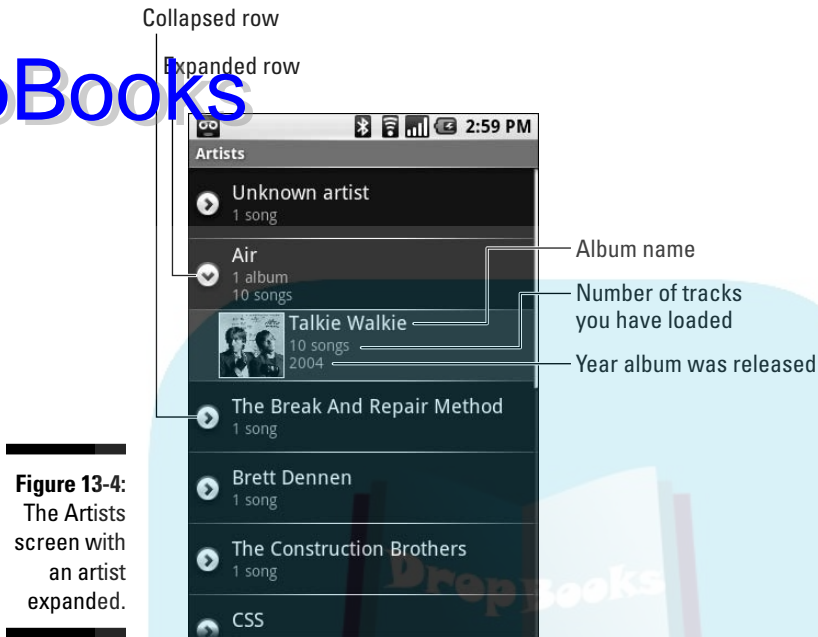 Collapsed row
Expanded row
pBooks
2:59 PM
Artists
Unknown artist
1 song
Air
1 album
10 songs
Talkie Walkie
10 songs
2004
Album name
Number of tracks
you have loaded
Year album was released
The Break And Repair Method
1 song
Brett Dennen
1 song
The Construction Brothers
1 song
CSS
Figure 13-4:
The Artists
screen with
an artist
expanded.
DropBooks